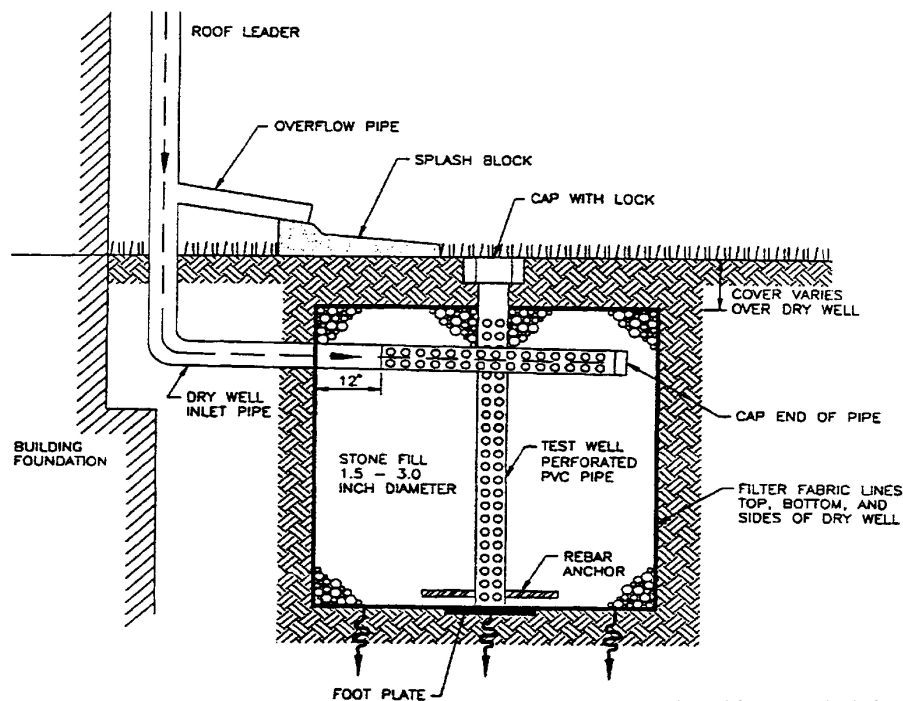 ROOF LEADER
OVERFLOW PIPE
SPLASH BLOCK
CAP WITH LOCK
COVER VARIES
OVER DRY WELL
12"
DRY WELL
INLET PIPE
CAP END OF PIPE
BUILDING
FOUNDATION
STONE FILL
1.5 - 3.0
INCH DIAMETER
TEST WELL
PERFORATED
PVC PIPE
FILTER FABRIC LINES
TOP, BOTTOM, AND
SIDES OF DRY WELL
REBAR
ANCHOR
FOOT PLATE